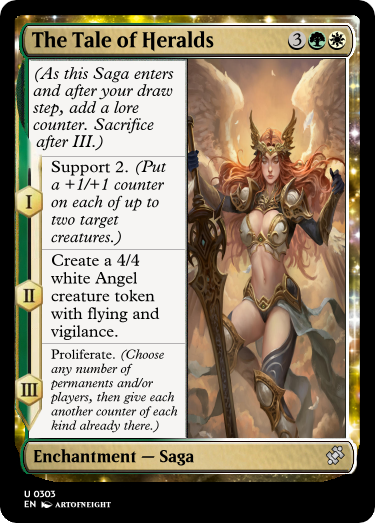 The Tale of Heralds 3
(As this Saga enters
and after your draw
step, add a lore
counter. Sacrifice
after III.)
I
Support 2. (Put
a +1/+1 counter
on each of up to
two target
creatures.)
II
Create a 4/4
white Angel
creature token
with flying and
vigilance.
III
Proliferate. (Choose
any number of
permanents and/or
players, then give each
another counter of each
kind already there.)
Enchantment — Saga
U 0303
EN ARTOFNEIGHT